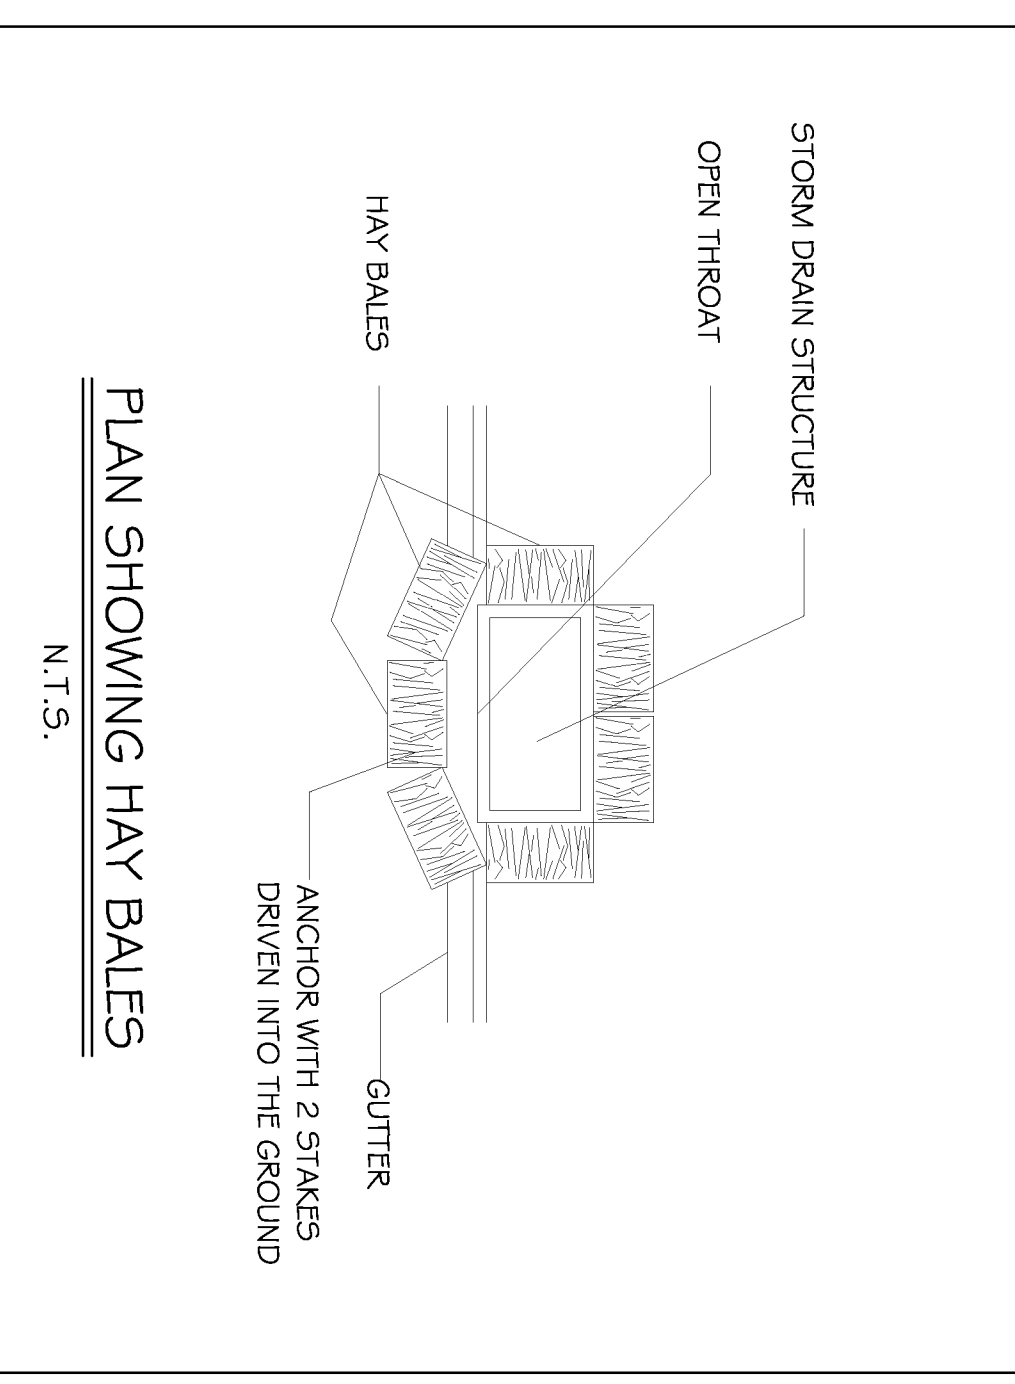 STORM DRAIN STRUCTURE
OPEN THROAT
HAY BALES
GUTTER
ANCHOR WITH 2 STAKES
DRIVEN INTO THE GROUND
PLAN SHOWING HAY BALES
N.T.S.